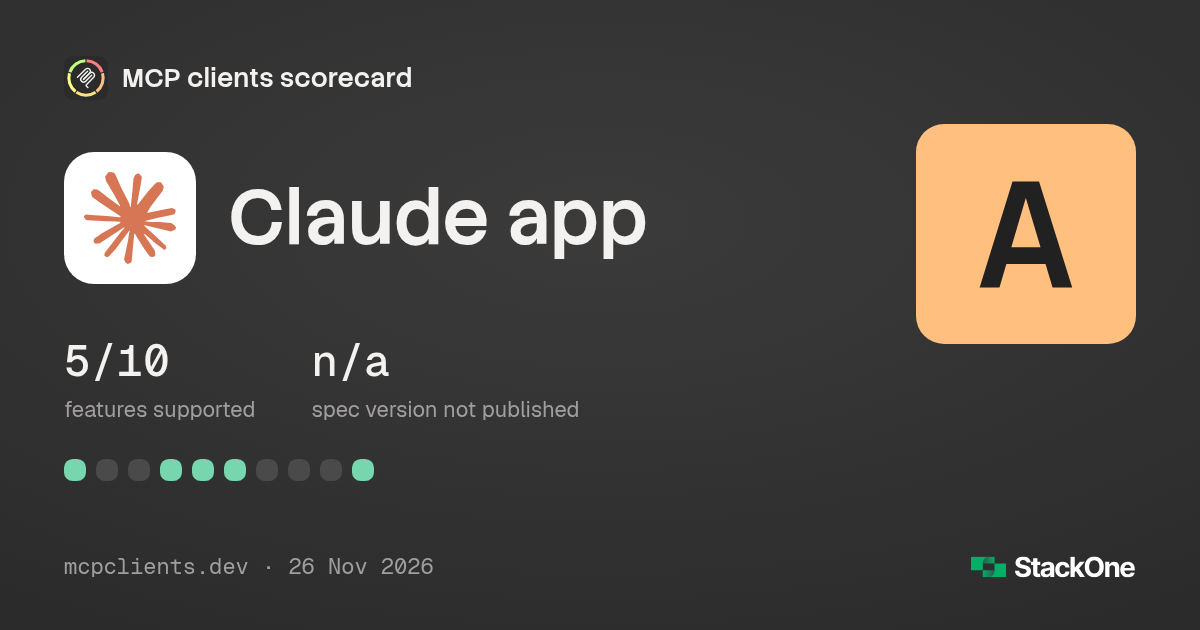 MCP clients scorecard
Claude app
A
5/10
n/a
features supported
spec version not published
mcpclients.dev · 26 Nov 2026
StackOne